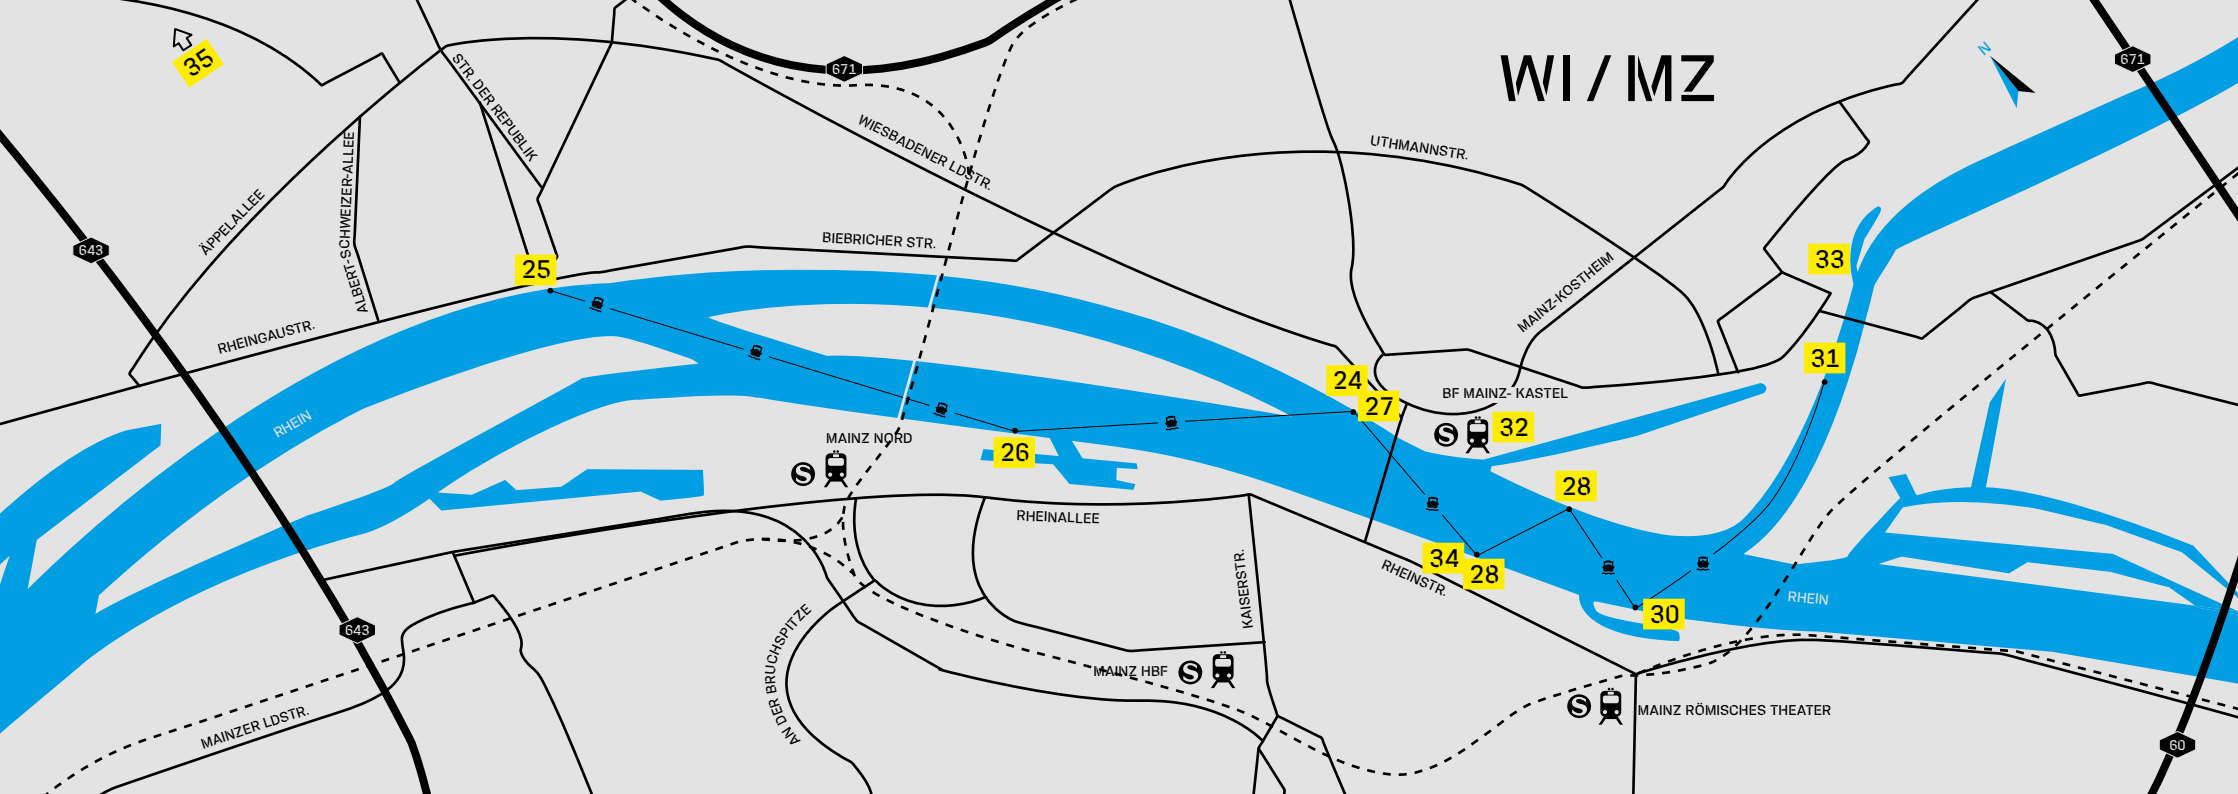 35
671
WI / MZ
N
671
STR. DER REPUBLIK
WIESBADENER LDSTR.
UTHMANNSTR.
ALBERT-SCHWEIZER-ALLEE
ÄPPELALLEE
643
BIEBRICHER STR.
25
33
MAINZ-KOSTHEIM
RHEINGAUSTR.
31
24
27
BF MAINZ- KASTEL
32
S
RHEIN
MAINZ NORD
S
26
28
RHEINALLEE
34
28
RHEINSTR.
KAISERSTR.
RHEIN
30
643
AN DER BRUCHSPITZE
MAINZ HBF
S
MAINZER LDSTR.
S
MAINZ RÖMISCHES THEATER
60